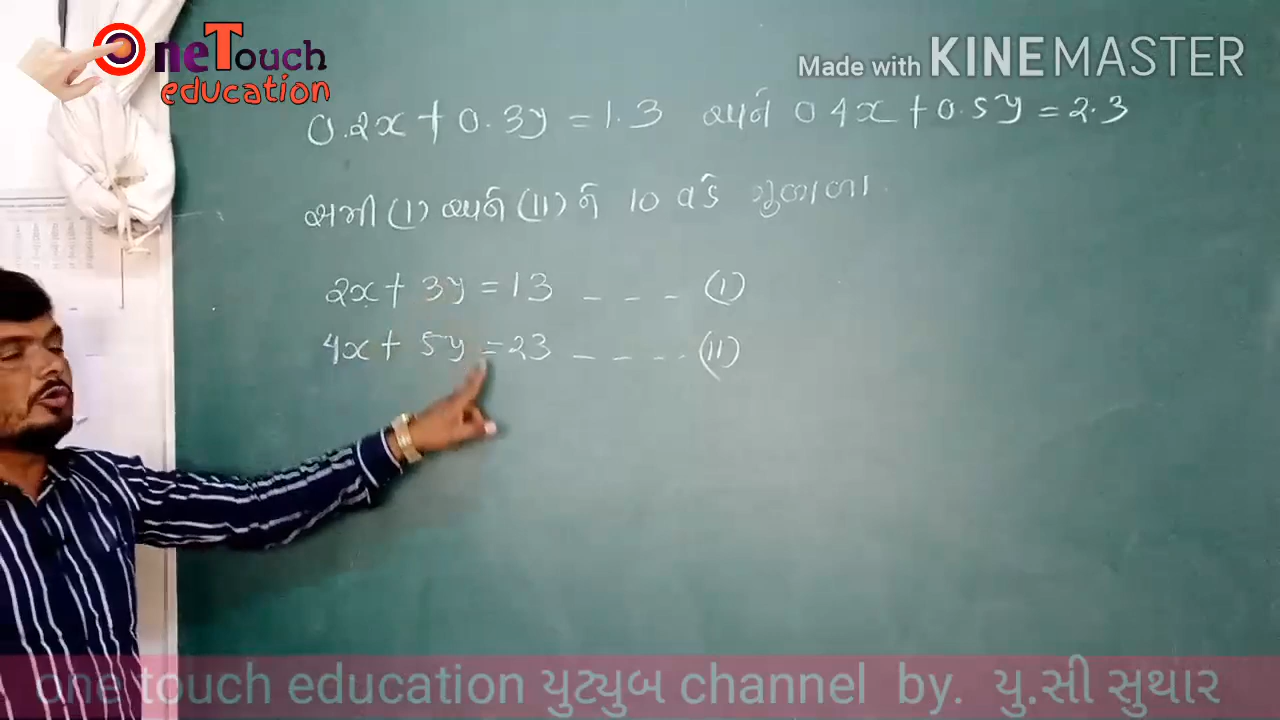 OneTouch
education
Made with KINEMASTER
0.2x + 0.3y = 1.3 અને 0.4x + 0.5y = 2.3
સમી (I) અને (II) ને 10 વડે ગુણતા
2x + 3y = 13 - - - (I)
4x + 5y = 23 - - - - (II)
one touch education યુટ્યુબ channel by. યુ.સી સુથાર